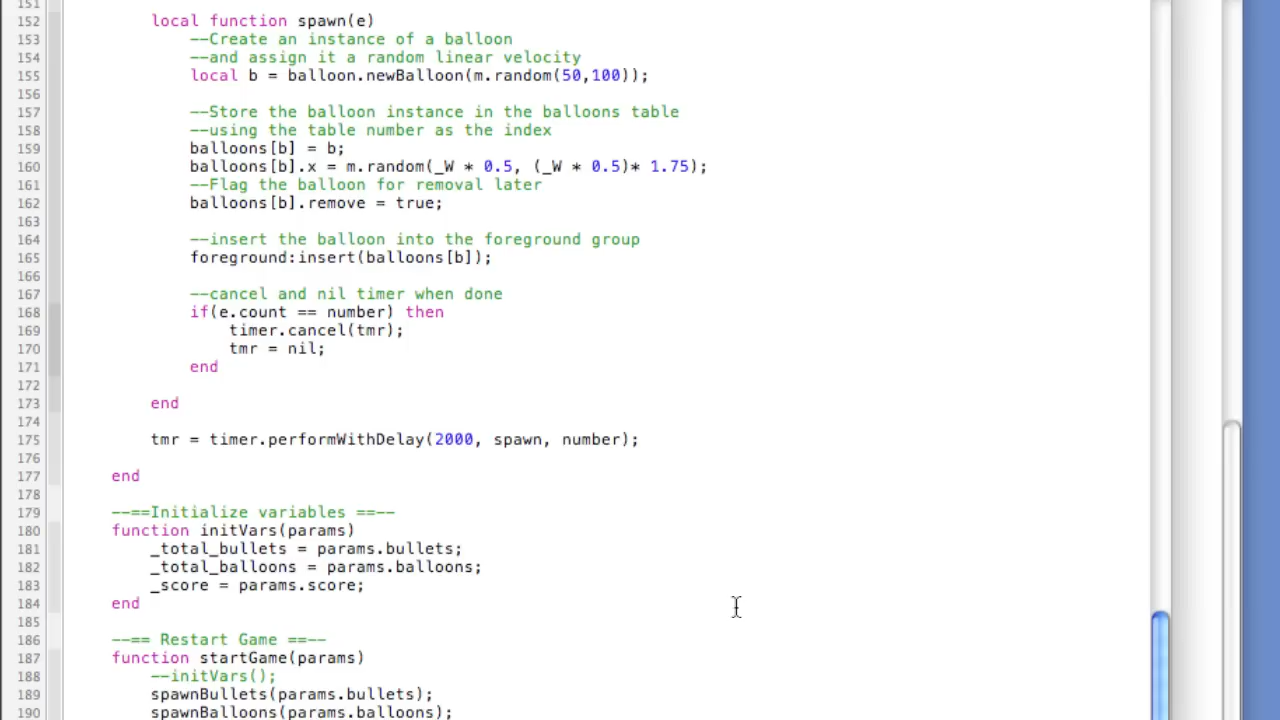 151
152 local function spawn(e)
153 --Create an instance of a balloon
154 --and assign it a random linear velocity
155 local b = balloon.newBalloon(m.random(50,100));
156
157 --Store the balloon instance in the balloons table
158 --using the table number as the index
159 balloons[b] = b;
160 balloons[b].x = m.random(_W * 0.5, (_W * 0.5)* 1.75);
161 --Flag the balloon for removal later
162 balloons[b].remove = true;
163
164 --insert the balloon into the foreground group
165 foreground:insert(balloons[b]);
166
167 --cancel and nil timer when done
168 if(e.count == number) then
169 timer.cancel(tmr);
170 tmr = nil;
171 end
172
173 end
174
175 tmr = timer.performWithDelay(2000, spawn, number);
176
177 end
178
179 --==Initialize variables ==--
180 function initVars(params)
181 _total_bullets = params.bullets;
182 _total_balloons = params.balloons;
183 _score = params.score;
184 end
185
186 --== Restart Game ==--
187 function startGame(params)
188 --initVars();
189 spawnBullets(params.bullets);
190 spawnBalloons(params.balloons);